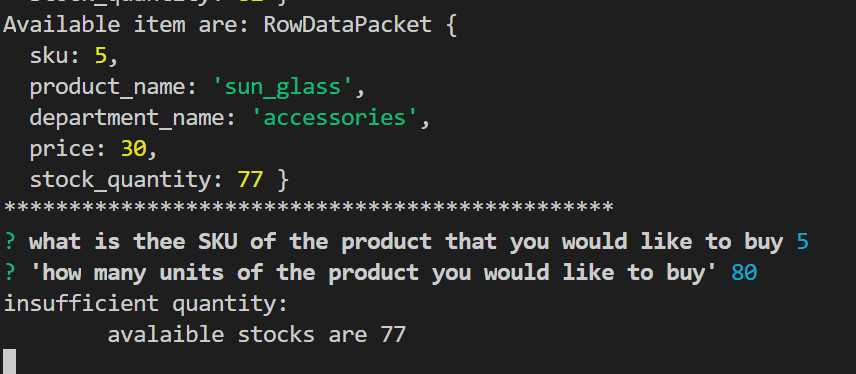 Available item are: RowDataPacket {
  sku: 5,
  product_name: 'sun_glass',
  department_name: 'accessories',
  price: 30,
  stock_quantity: 77 }
***********************************************
? what is thee SKU of the product that you would like to buy 5
? 'how many units of the product you would like to buy' 80
insufficient quantity:
        avalaible stocks are 77